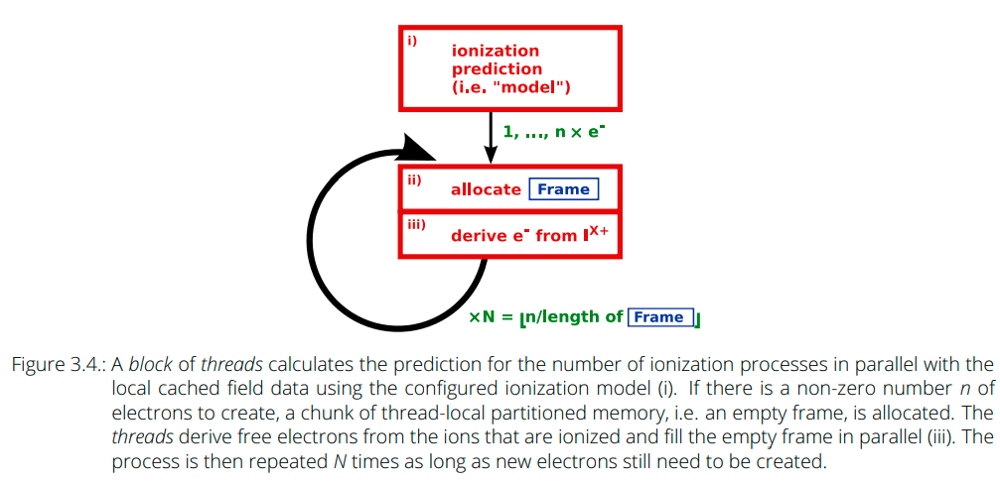 i)
ionization
prediction
(i.e. "model")
1, ..., n × e⁻
ii)
allocate Frame
iii)
derive e⁻ from Iˣ⁺
×N = ⌊n/length of Frame⌋
Figure 3.4.: A block of threads calculates the prediction for the number of ionization processes in parallel with the
local cached field data using the configured ionization model (i). If there is a non-zero number n of
electrons to create, a chunk of thread-local partitioned memory, i.e. an empty frame, is allocated. The
threads derive free electrons from the ions that are ionized and fill the empty frame in parallel (iii). The
process is then repeated N times as long as new electrons still need to be created.